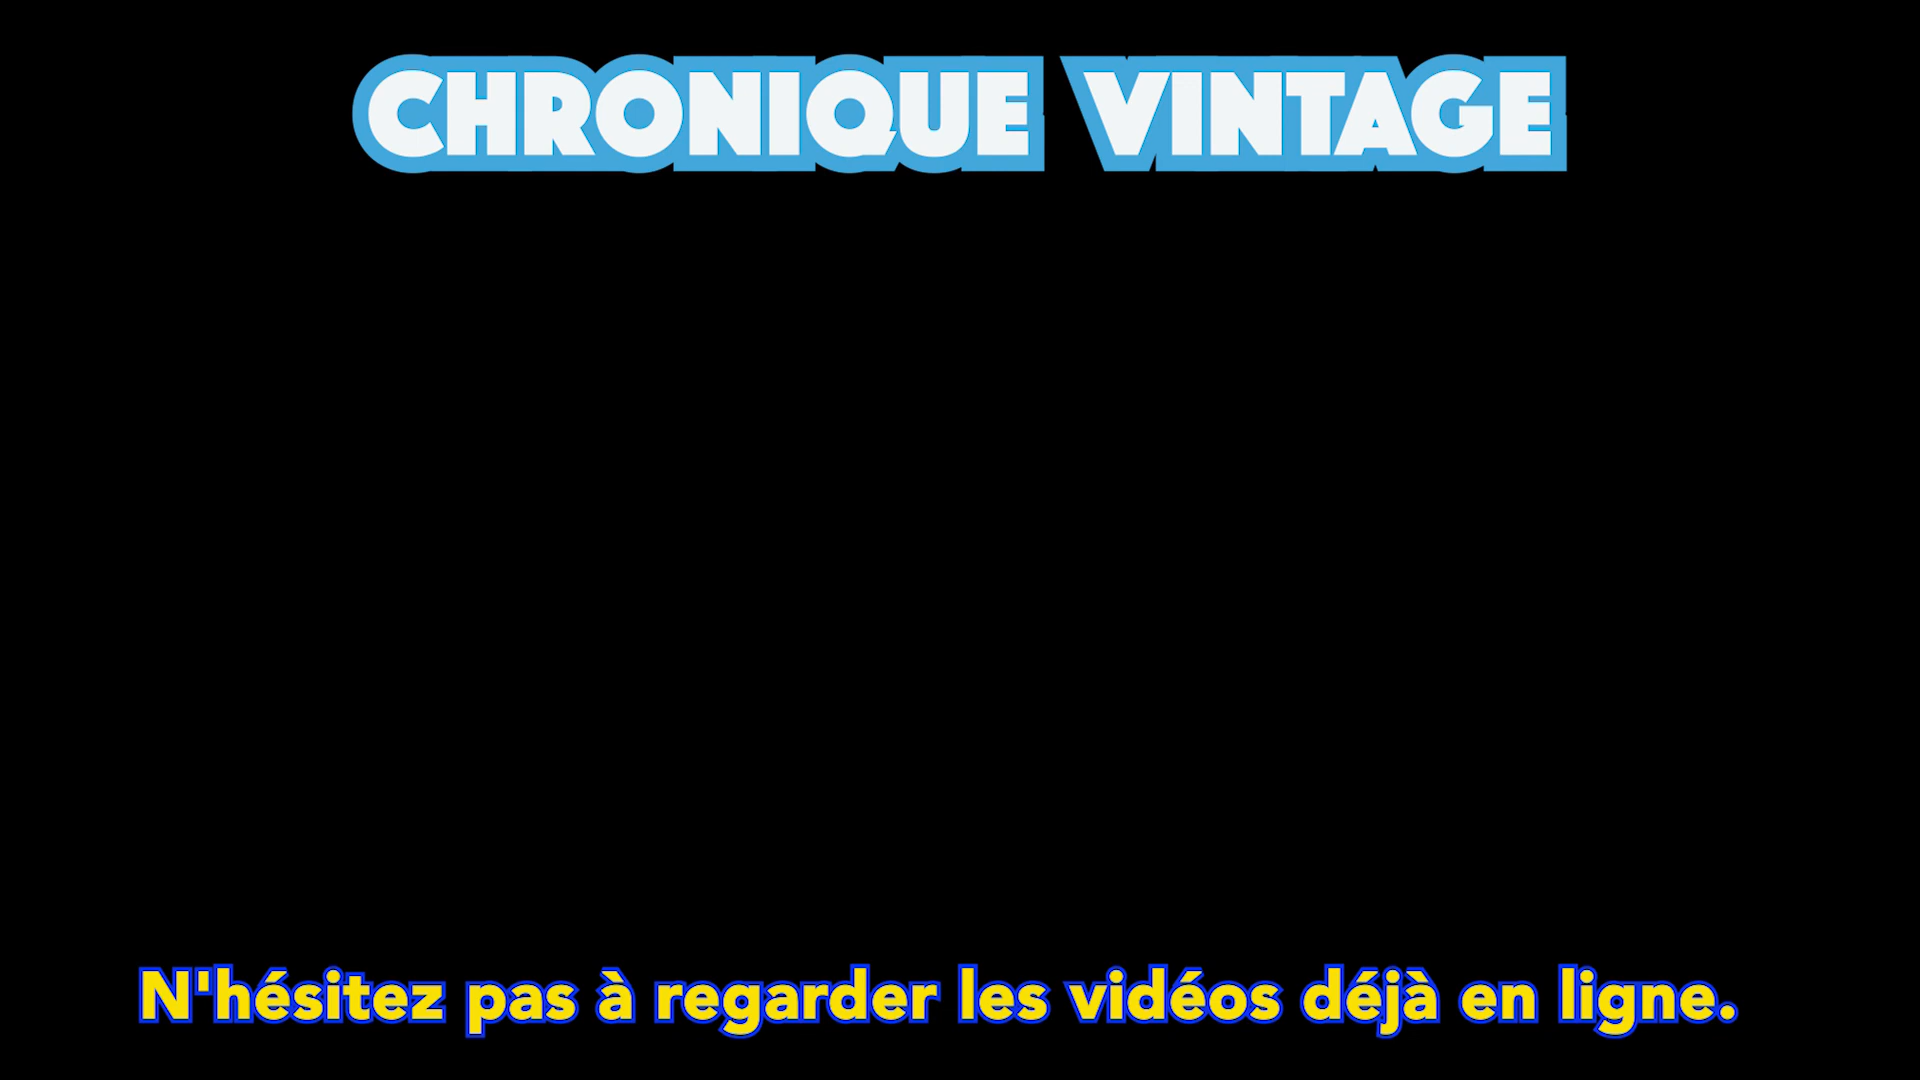 CHRONIQUE VINTAGE
N'hésitez pas à regarder les vidéos déjà en ligne.